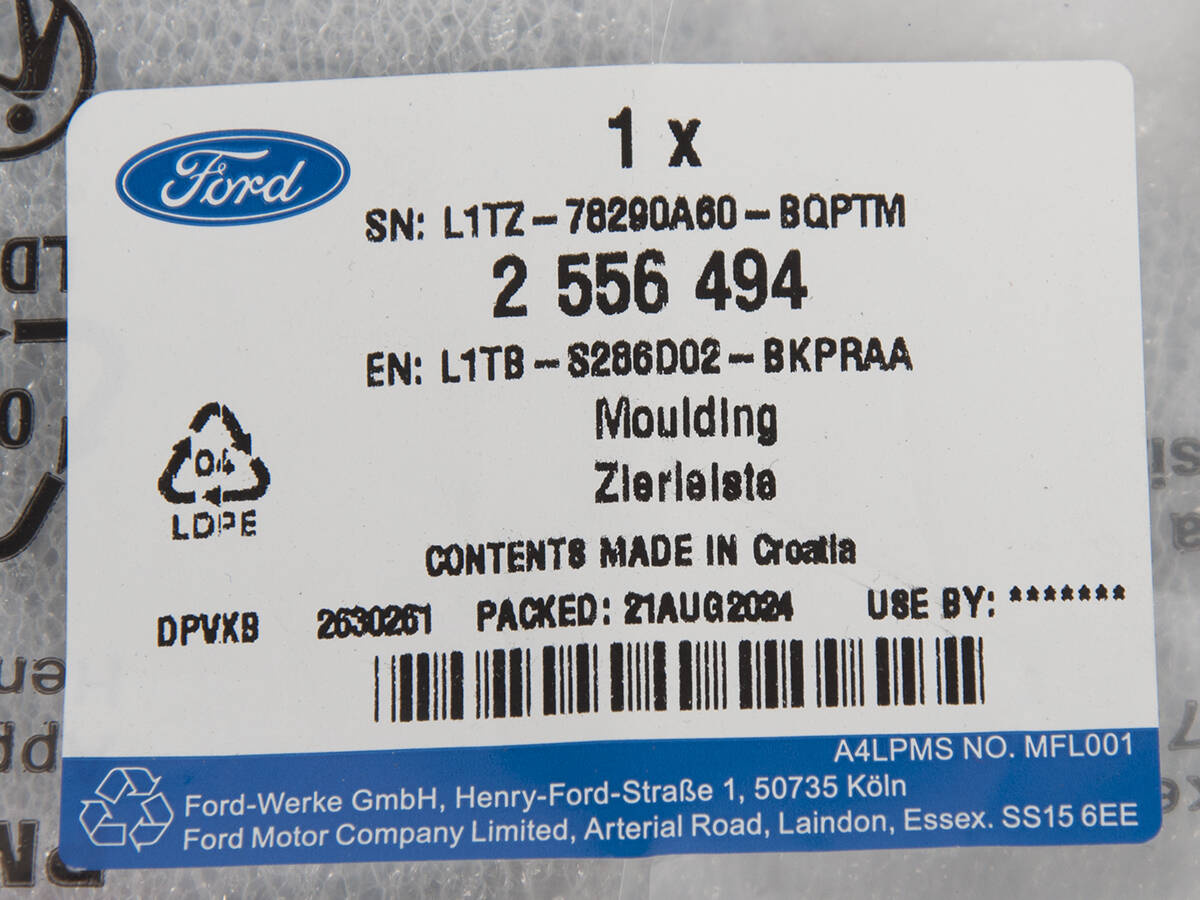 Ford
1 x
SN: L1TZ-78290A60-BQPTM
2 556 494
EN: L1TB-S286D02-BKPRAA
Moulding
Zierleiste
04
LDPE
CONTENTS MADE IN Croatia
DPVXB 2630261 PACKED: 21AUG2024 USE BY: *******
A4LPMS NO. MFL001
Ford-Werke GmbH, Henry-Ford-Straße 1, 50735 Köln
Ford Motor Company Limited, Arterial Road, Laindon, Essex. SS15 6EE